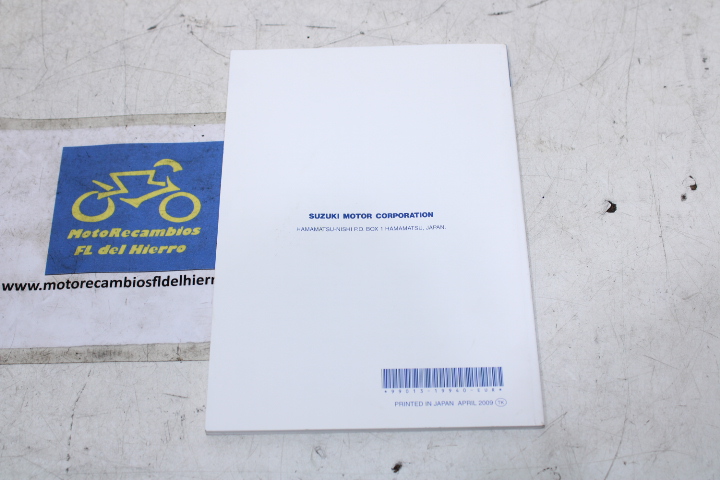 MotoRecambios
FL del Hierro
www.motorecambiosfldelhierr
SUZUKI MOTOR CORPORATION
HAMAMATSU-NISHI P.O. BOX 1 HAMAMATSU, JAPAN.
PRINTED IN JAPAN APRIL 2009